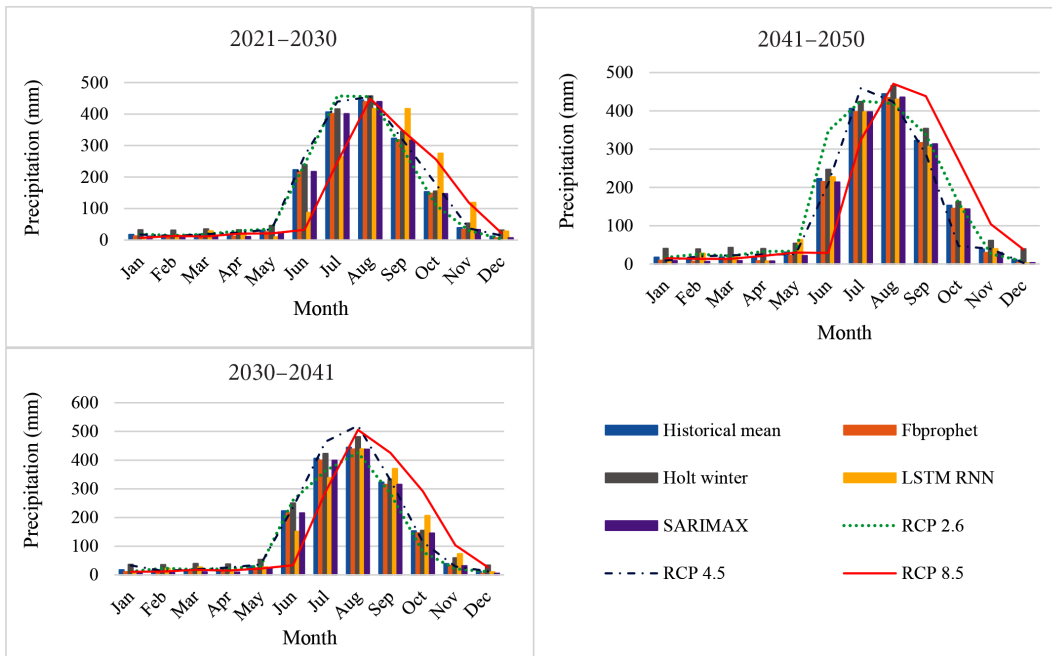 2021–2030
Precipitation (mm)
500
400
300
200
100
0
Jan
Feb
Mar
Apr
May
Jun
Jul
Aug
Sep
Oct
Nov
Dec
Month
2041–2050
Precipitation (mm)
500
400
300
200
100
0
Jan
Feb
Mar
Apr
May
Jun
Jul
Aug
Sep
Oct
Nov
Dec
Month
2030–2041
Precipitation (mm)
600
500
400
300
200
100
0
Jan
Feb
Mar
Apr
May
Jun
Jul
Aug
Sep
Oct
Nov
Dec
Month
Historical mean
Fbprophet
Holt winter
LSTM RNN
SARIMAX
RCP 2.6
RCP 4.5
RCP 8.5